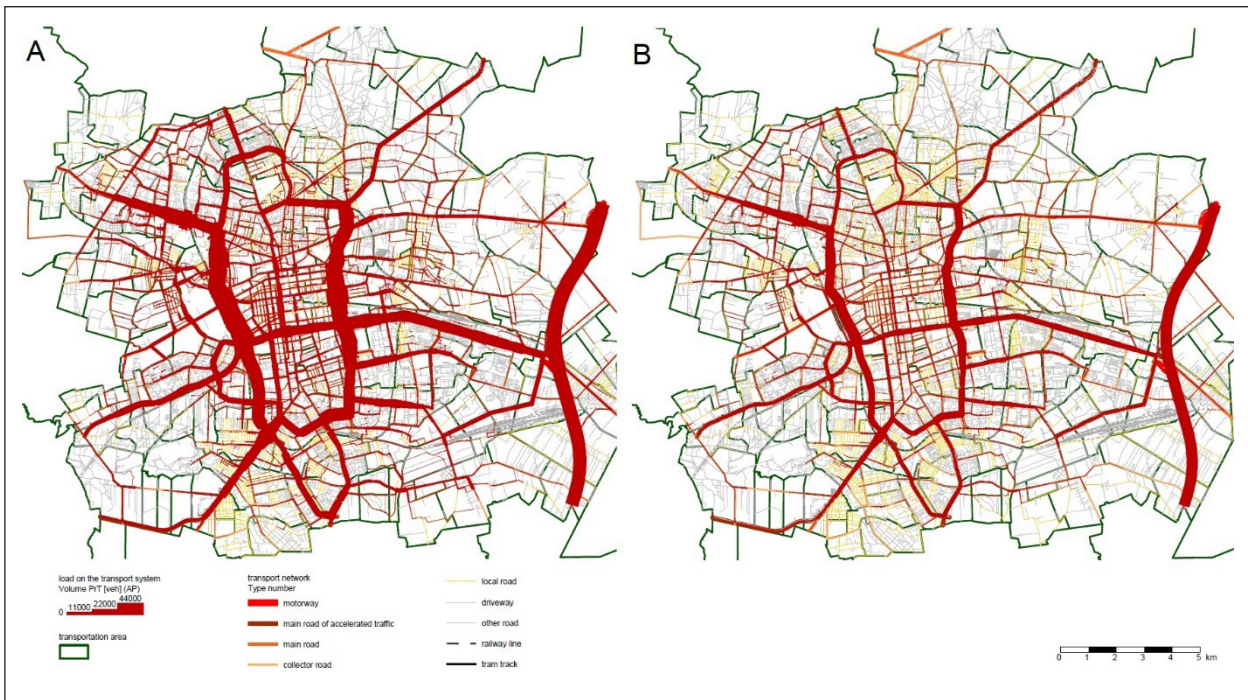 A
B
load on the transport system
Volume PrT [veh] (AP)
0 11000 22000 44000
transportation area
transport network
Type number
motorway
main road of accelerated traffic
main road
collector road
local road
driveway
other road
railway line
tram track
0 1 2 3 4 5 km